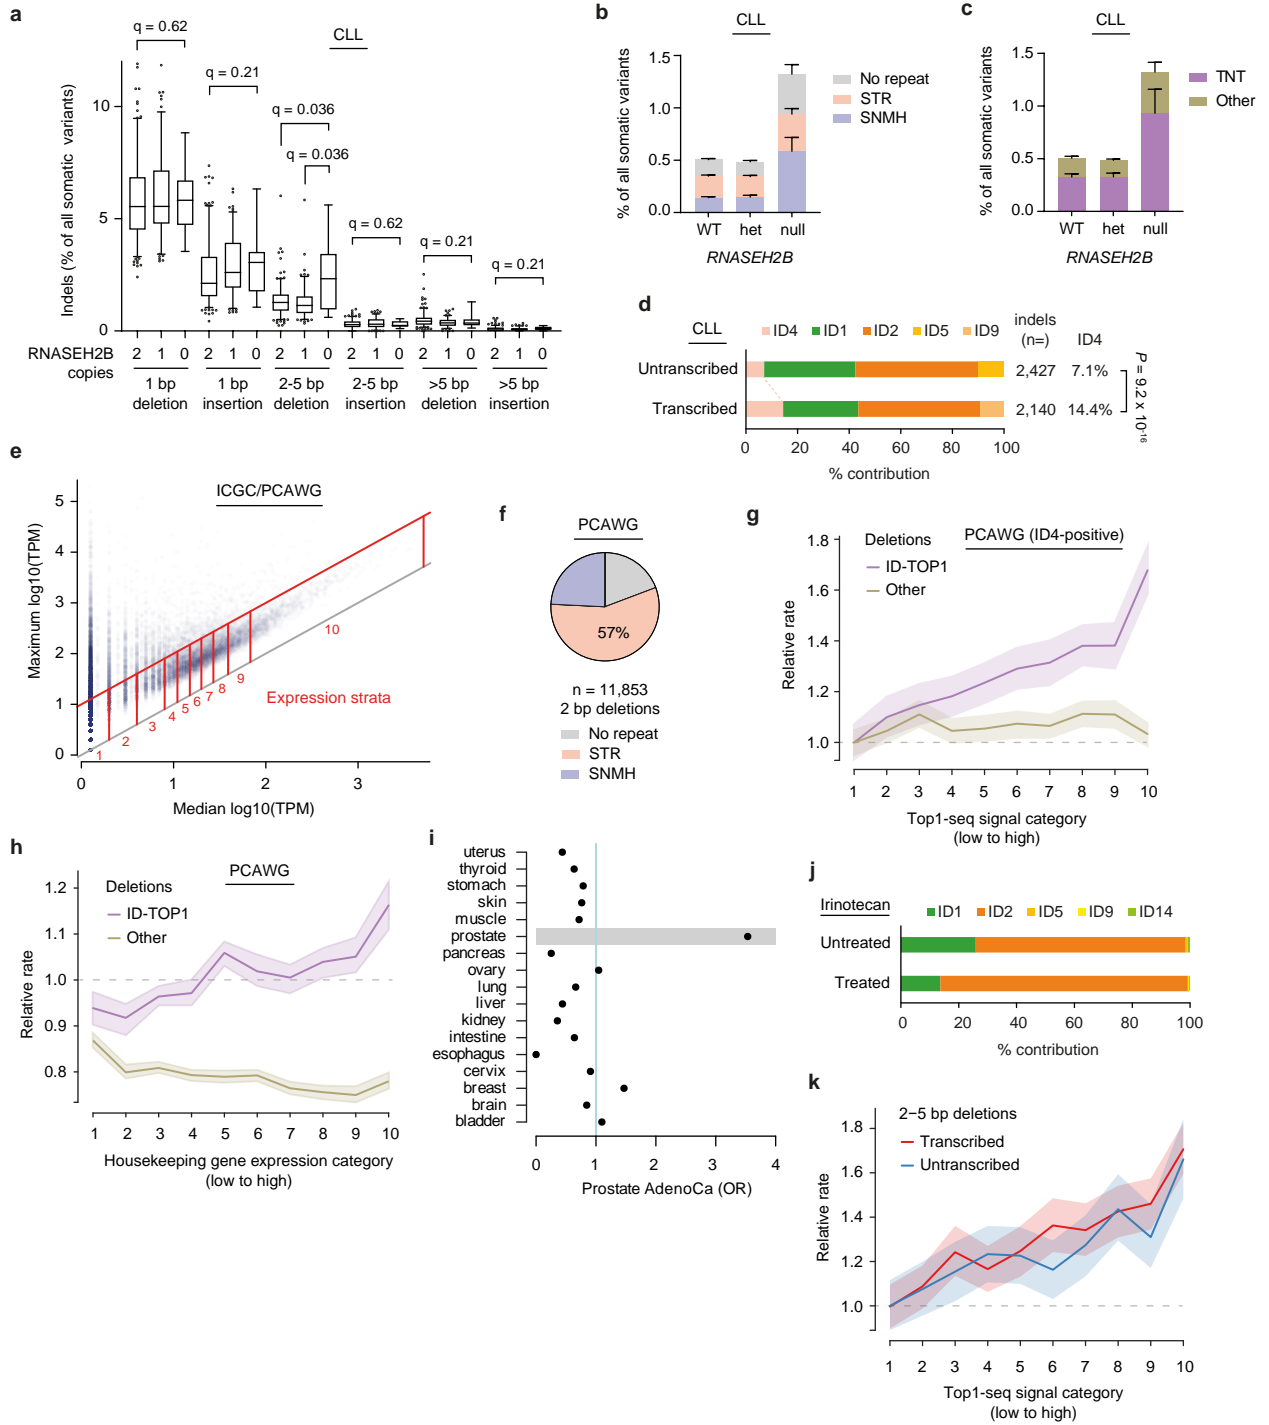 a
CLL
q = 0.62
q = 0.21
q = 0.036
q = 0.036
q = 0.62
q = 0.21
q = 0.21
Indels (% of all somatic variants)
10
5
0
RNASEH2B copies
2 1 0 2 1 0 2 1 0 2 1 0 2 1 0 2 1 0
1 bp deletion
1 bp insertion
2-5 bp deletion
2-5 bp insertion
>5 bp deletion
>5 bp insertion
b
CLL
% of all somatic variants
1.5
1.0
0.5
0.0
WT het null
RNASEH2B
No repeat
STR
SNMH
c
CLL
% of all somatic variants
1.5
1.0
0.5
0.0
WT het null
RNASEH2B
TNT
Other
d
CLL
ID4 ID1 ID2 ID5 ID9
indels (n=)
ID4
Untranscribed
2,427 7.1%
Transcribed
2,140 14.4%
P = 9.2 x 10-16
0 20 40 60 80 100
% contribution
e
ICGC/PCAWG
Maximum log10(TPM)
5
4
3
2
1
0
1 2 3 4 5 6 7 8 9 10
Expression strata
0 1 2 3
Median log10(TPM)
f
PCAWG
57%
n = 11,853
2 bp deletions
No repeat
STR
SNMH
g
PCAWG (ID4-positive)
Deletions
ID-TOP1
Other
Relative rate
1.8
1.6
1.4
1.2
1.0
1 2 3 4 5 6 7 8 9 10
Top1-seq signal category
(low to high)
h
PCAWG
Deletions
ID-TOP1
Other
Relative rate
1.2
1.1
1.0
0.9
0.8
1 2 3 4 5 6 7 8 9 10
Housekeeping gene expression category
(low to high)
i
uterus
thyroid
stomach
skin
muscle
prostate
pancreas
ovary
lung
liver
kidney
intestine
esophagus
cervix
breast
brain
bladder
0 1 2 3 4
Prostate AdenoCa (OR)
j
Irinotecan
ID1 ID2 ID5 ID9 ID14
Untreated
Treated
0 20 40 60 80 100
% contribution
k
2−5 bp deletions
Transcribed
Untranscribed
Relative rate
1.8
1.6
1.4
1.2
1.0
1 2 3 4 5 6 7 8 9 10
Top1-seq signal category
(low to high)